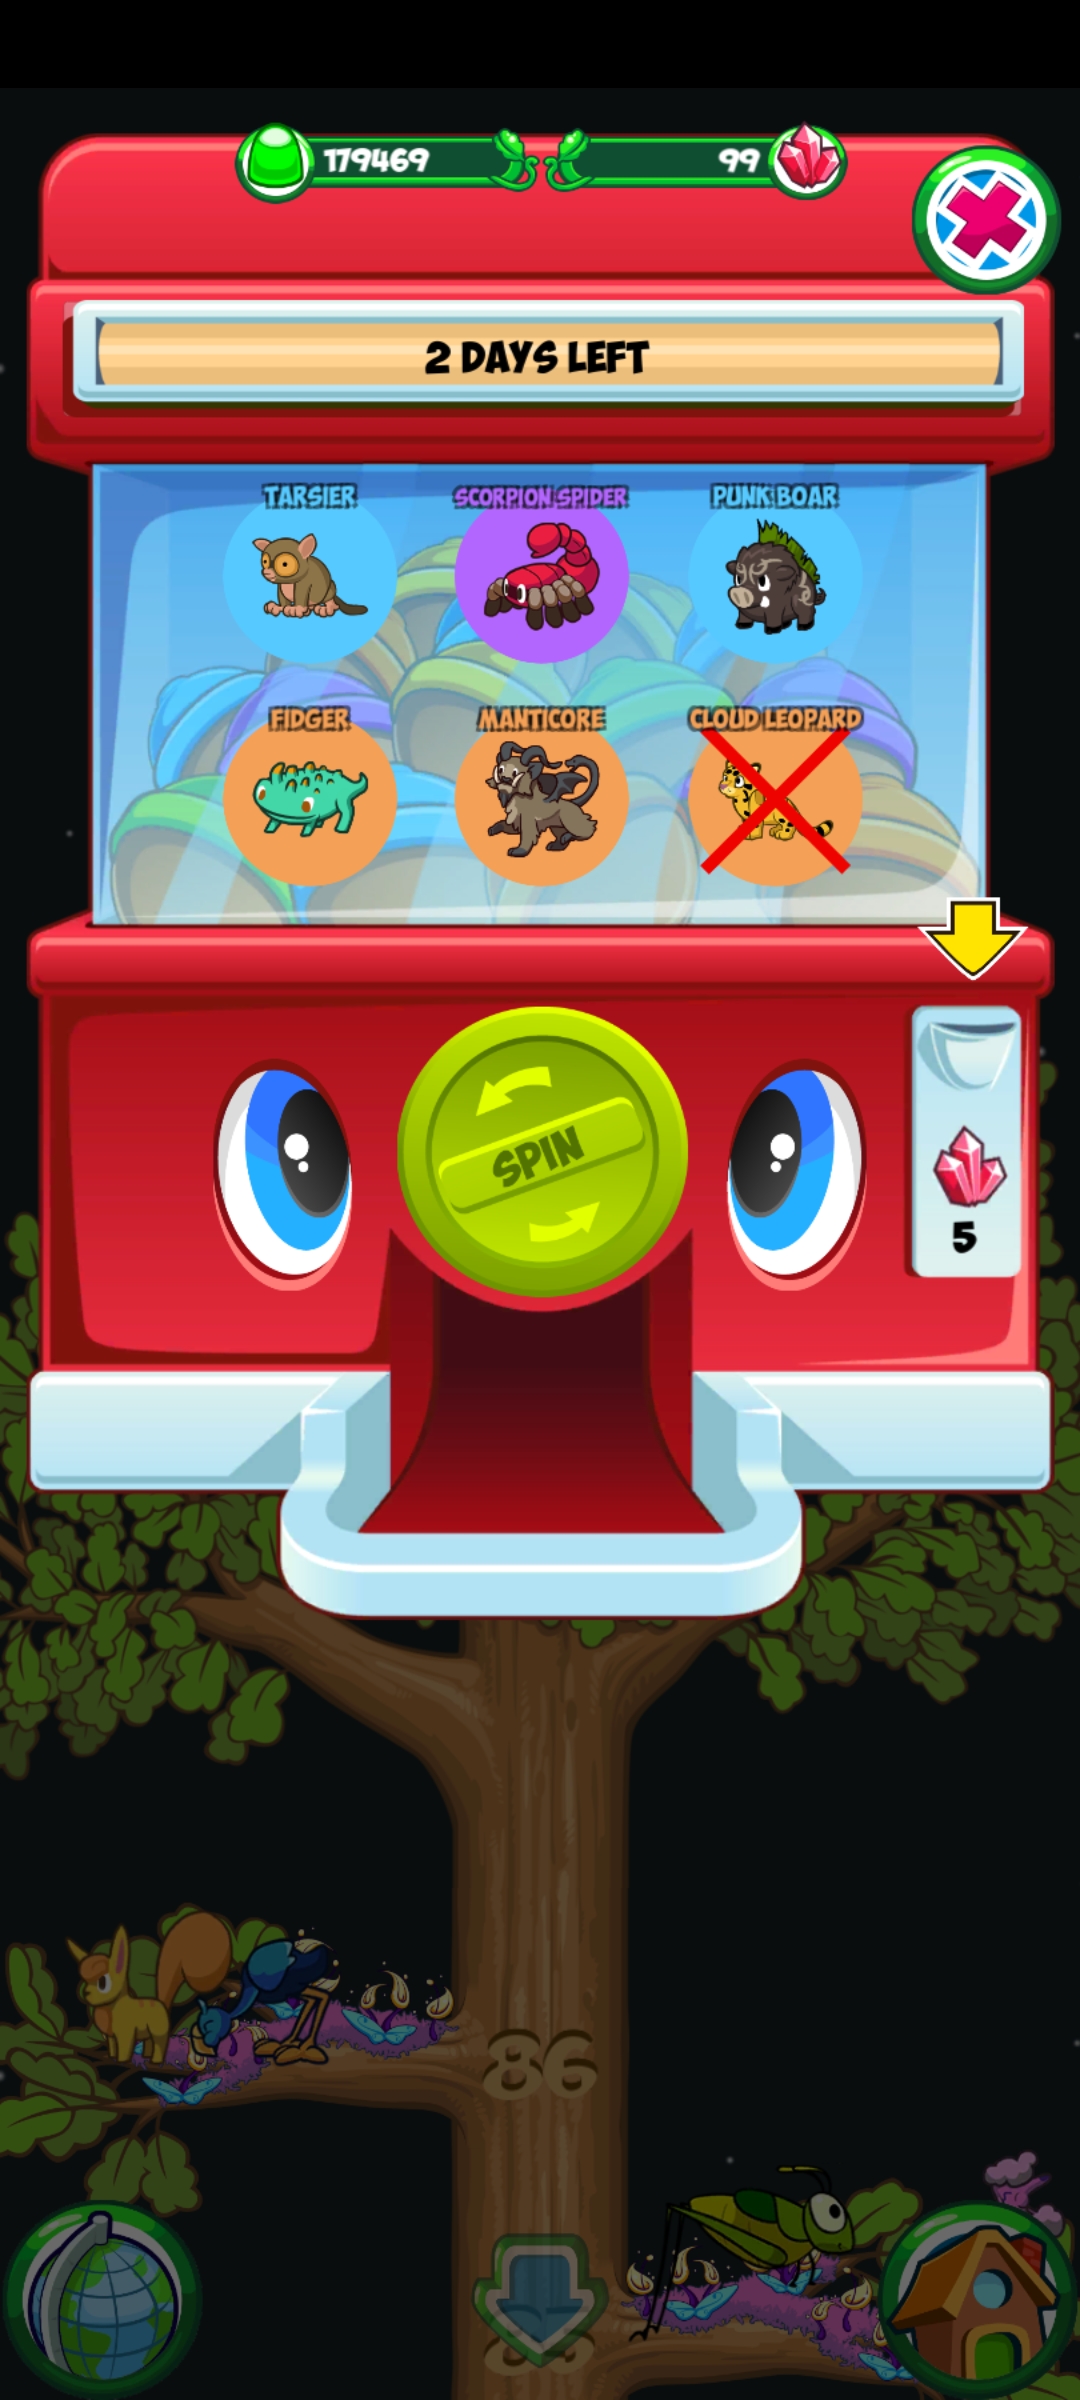 179469
99
2 DAYS LEFT
TARSIER
SCORPION SPIDER
PUNK BOAR
FIDGER
MANTICORE
CLOUD LEOPARD
SPIN
5
86